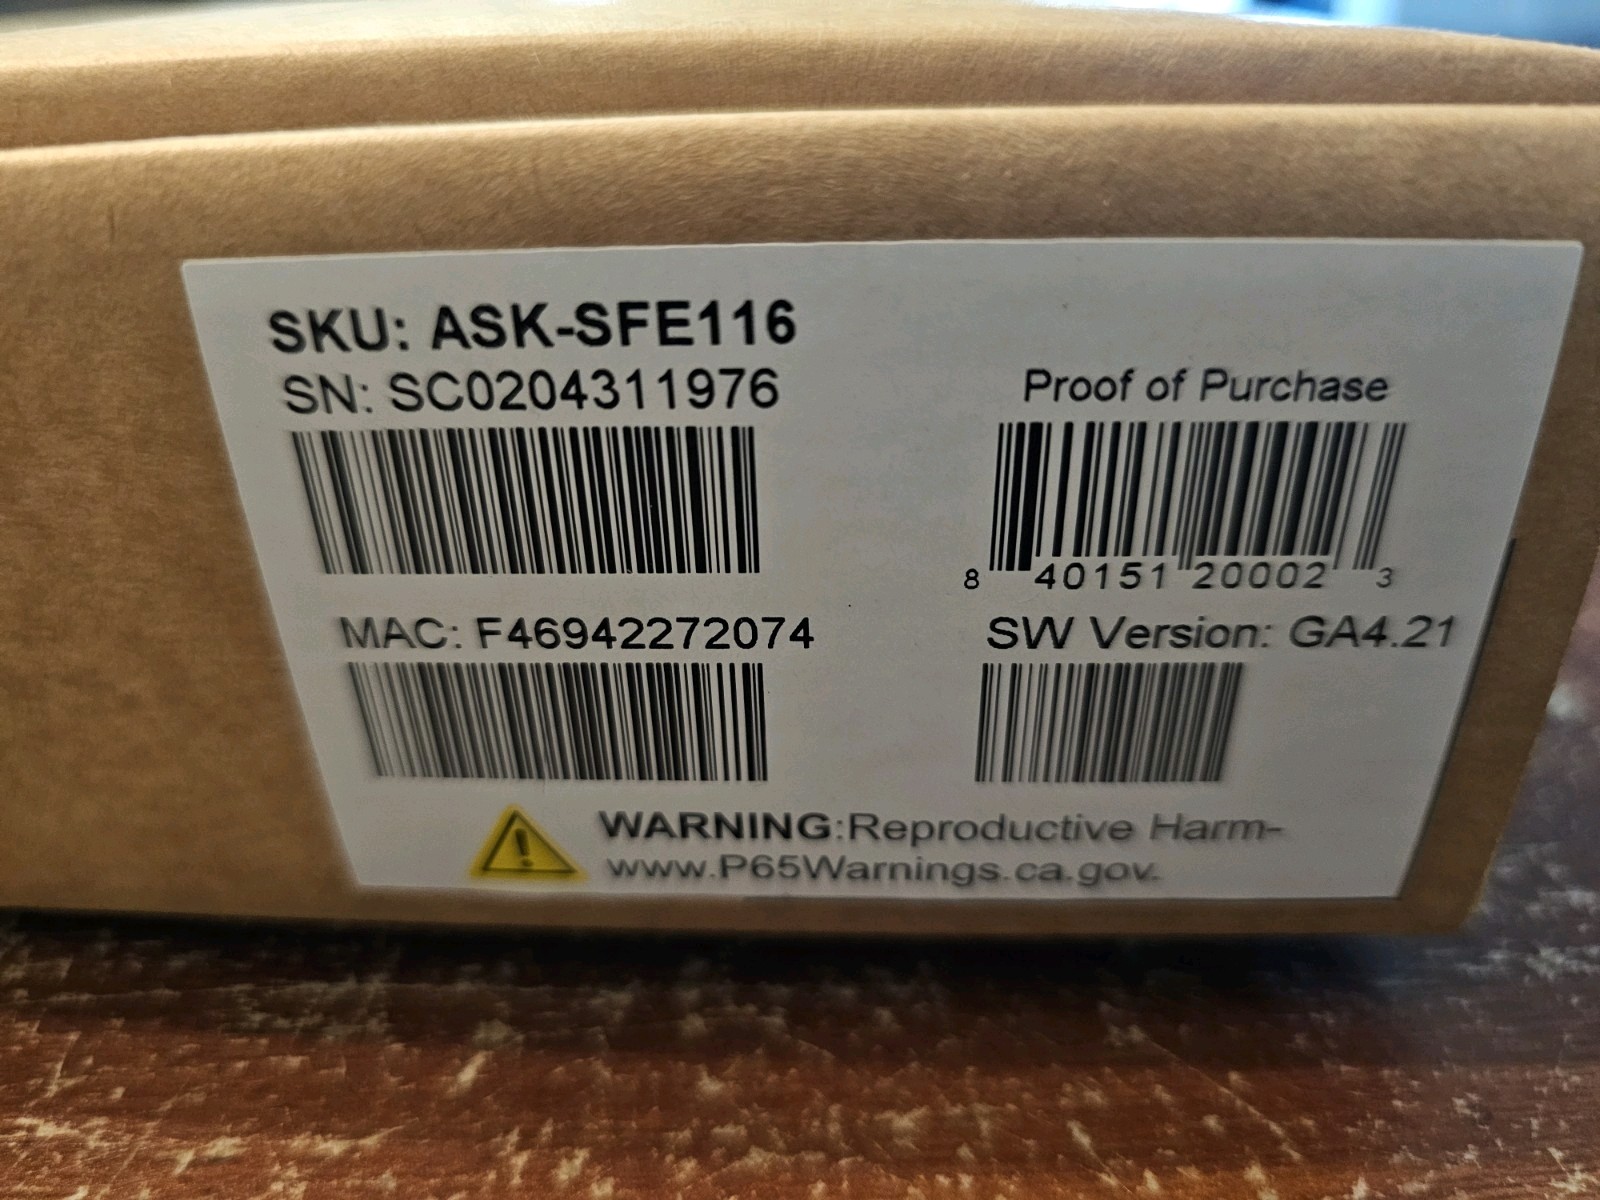 SKU: ASK-SFE116
SN: SC0204311976
Proof of Purchase
8 40151 20002 3
MAC: F46942272074
SW Version: GA4.21
WARNING:Reproductive Harm-
www.P65Warnings.ca.gov.